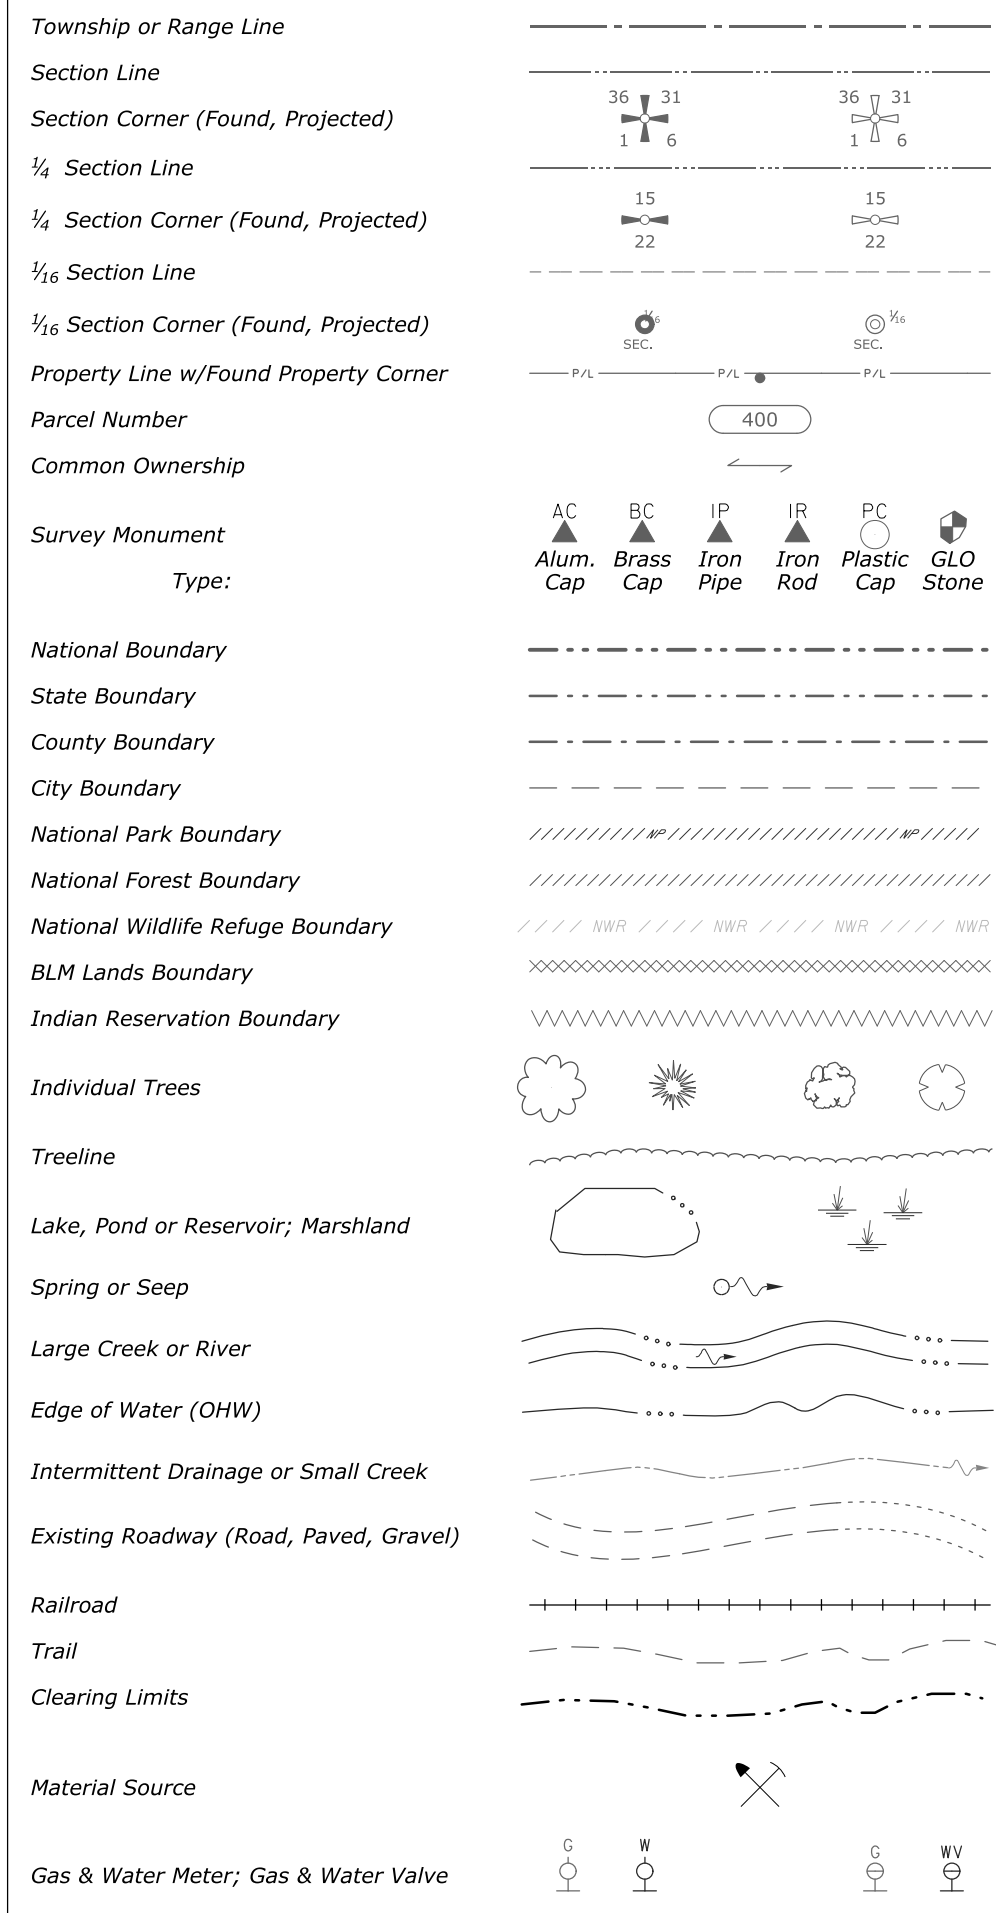 Township or Range Line
Section Line
36 31 36 31
Section Corner (Found, Projected)
1 6 1 6
1/4 Section Line
15 15
1/4 Section Corner (Found, Projected)
22 22
1/16 Section Line
1/16 Section Corner (Found, Projected) 1/16 1/16
SEC. SEC.
Property Line w/Found Property Corner P/L P/L P/L
Parcel Number 400
Common Ownership
AC BC IP IR PC
Survey Monument
Alum. Brass Iron Iron Plastic GLO
Type: Cap Cap Pipe Rod Cap Stone
National Boundary
State Boundary
County Boundary
City Boundary
National Park Boundary NP NP
National Forest Boundary
National Wildlife Refuge Boundary NWR NWR NWR NWR
BLM Lands Boundary
Indian Reservation Boundary
Individual Trees
Treeline
Lake, Pond or Reservoir; Marshland
Spring or Seep
Large Creek or River
Edge of Water (OHW)
Intermittent Drainage or Small Creek
Existing Roadway (Road, Paved, Gravel)
Railroad
Trail
Clearing Limits
Material Source
G W G WV
Gas & Water Meter; Gas & Water Valve